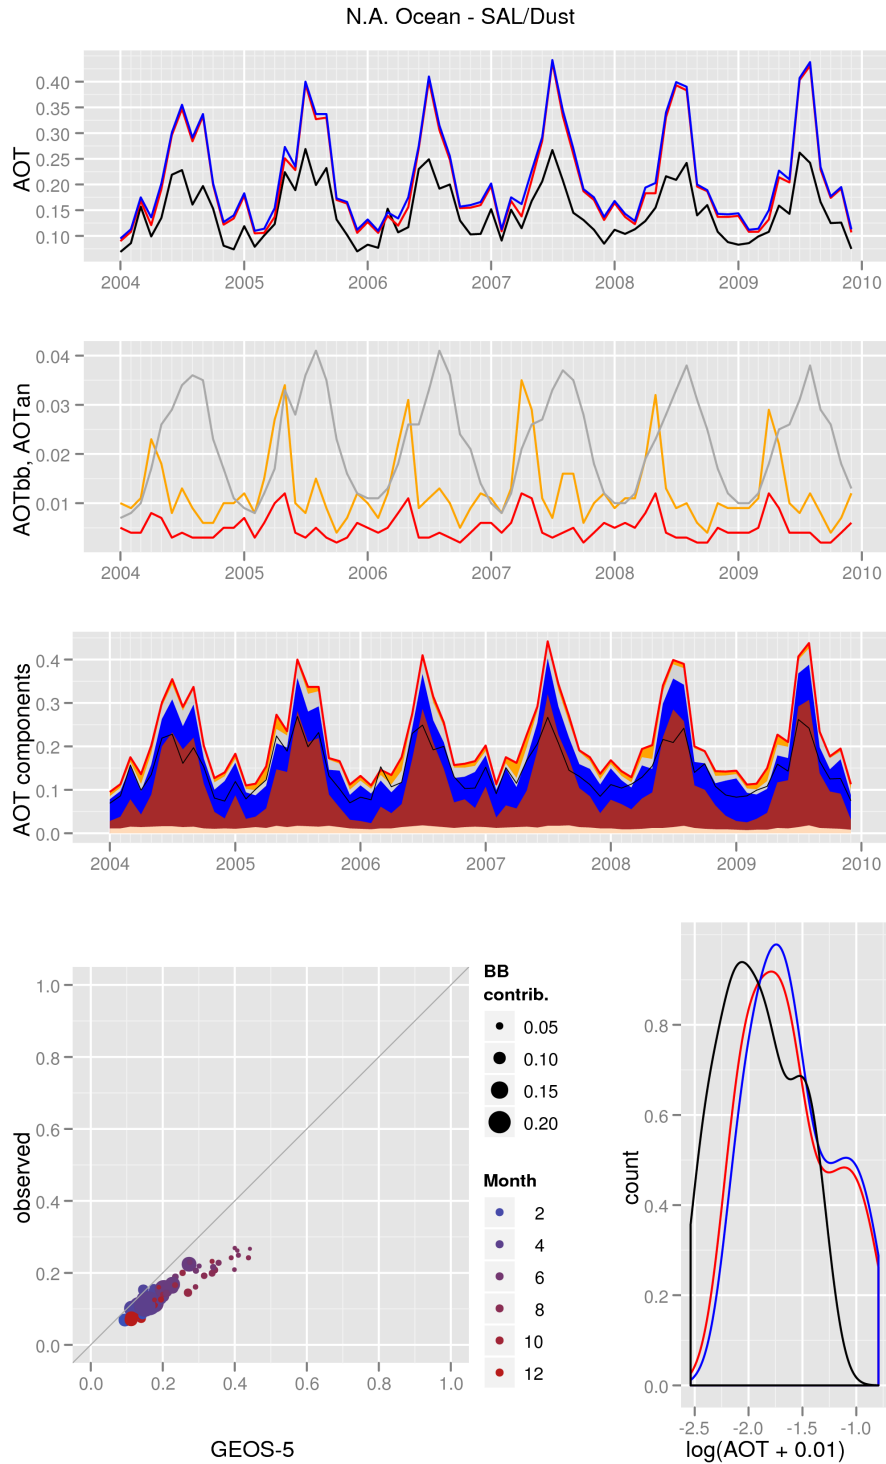 N.A. Ocean - SAL/Dust
AOT
0.40
0.35
0.30
0.25
0.20
0.15
0.10
2004 2005 2006 2007 2008 2009 2010
AOTbb, AOTan
0.04
0.03
0.02
0.01
2004 2005 2006 2007 2008 2009 2010
AOT components
0.4
0.3
0.2
0.1
0.0
2004 2005 2006 2007 2008 2009 2010
observed
1.0
0.8
0.6
0.4
0.2
0.0
0.0 0.2 0.4 0.6 0.8 1.0
GEOS-5
BB
contrib.
0.05
0.10
0.15
0.20
Month
2
4
6
8
10
12
count
0.8
0.6
0.4
0.2
0.0
-2.5 -2.0 -1.5 -1.0
log(AOT + 0.01)